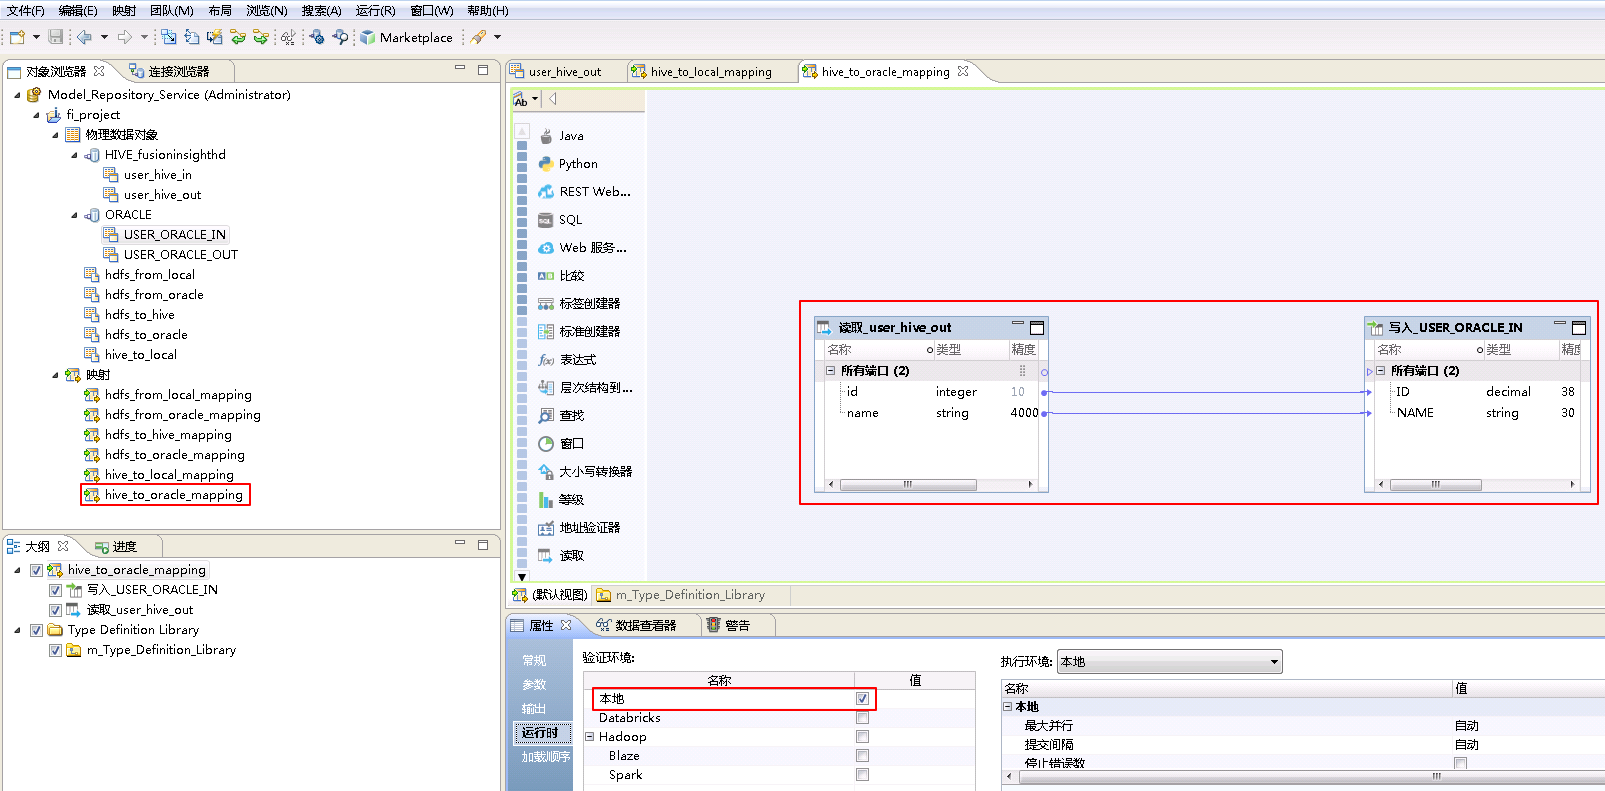 文件(F) 编辑(E) 映射 团队(M) 布局 浏览(N) 搜索(A) 运行(R) 窗口(W) 帮助(H)
Marketplace
对象浏览器 连接浏览器
Model_Repository_Service (Administrator)
fi_project
物理数据对象
HIVE_fusioninsighthd
user_hive_in
user_hive_out
ORACLE
USER_ORACLE_IN
USER_ORACLE_OUT
hdfs_from_local
hdfs_from_oracle
hdfs_to_hive
hdfs_to_oracle
hive_to_local
映射
hdfs_from_local_mapping
hdfs_from_oracle_mapping
hdfs_to_hive_mapping
hdfs_to_oracle_mapping
hive_to_local_mapping
hive_to_oracle_mapping
大纲 进度
hive_to_oracle_mapping
写入_USER_ORACLE_IN
读取_user_hive_out
Type Definition Library
m_Type_Definition_Library
user_hive_out hive_to_local_mapping hive_to_oracle_mapping
Ab
Java
Python
REST Web...
SQL
Web 服务...
比较
标签创建器
标准创建器
表达式
层次结构到...
查找
窗口
大小写转换器
等级
地址验证器
读取
读取_user_hive_out
名称 类型 精度
所有端口 (2)
id integer 10
name string 4000
写入_USER_ORACLE_IN
名称 类型 精度
所有端口 (2)
ID decimal 38
NAME string 30
(默认视图) m_Type_Definition_Library
属性 数据查看器 警告
常规
参数
输出
运行时
加载顺序
验证环境:
名称 值
本地
Databricks
Hadoop
Blaze
Spark
执行环境: 本地
名称 值
本地
最大并行 自动
提交间隔 自动
停止错误数